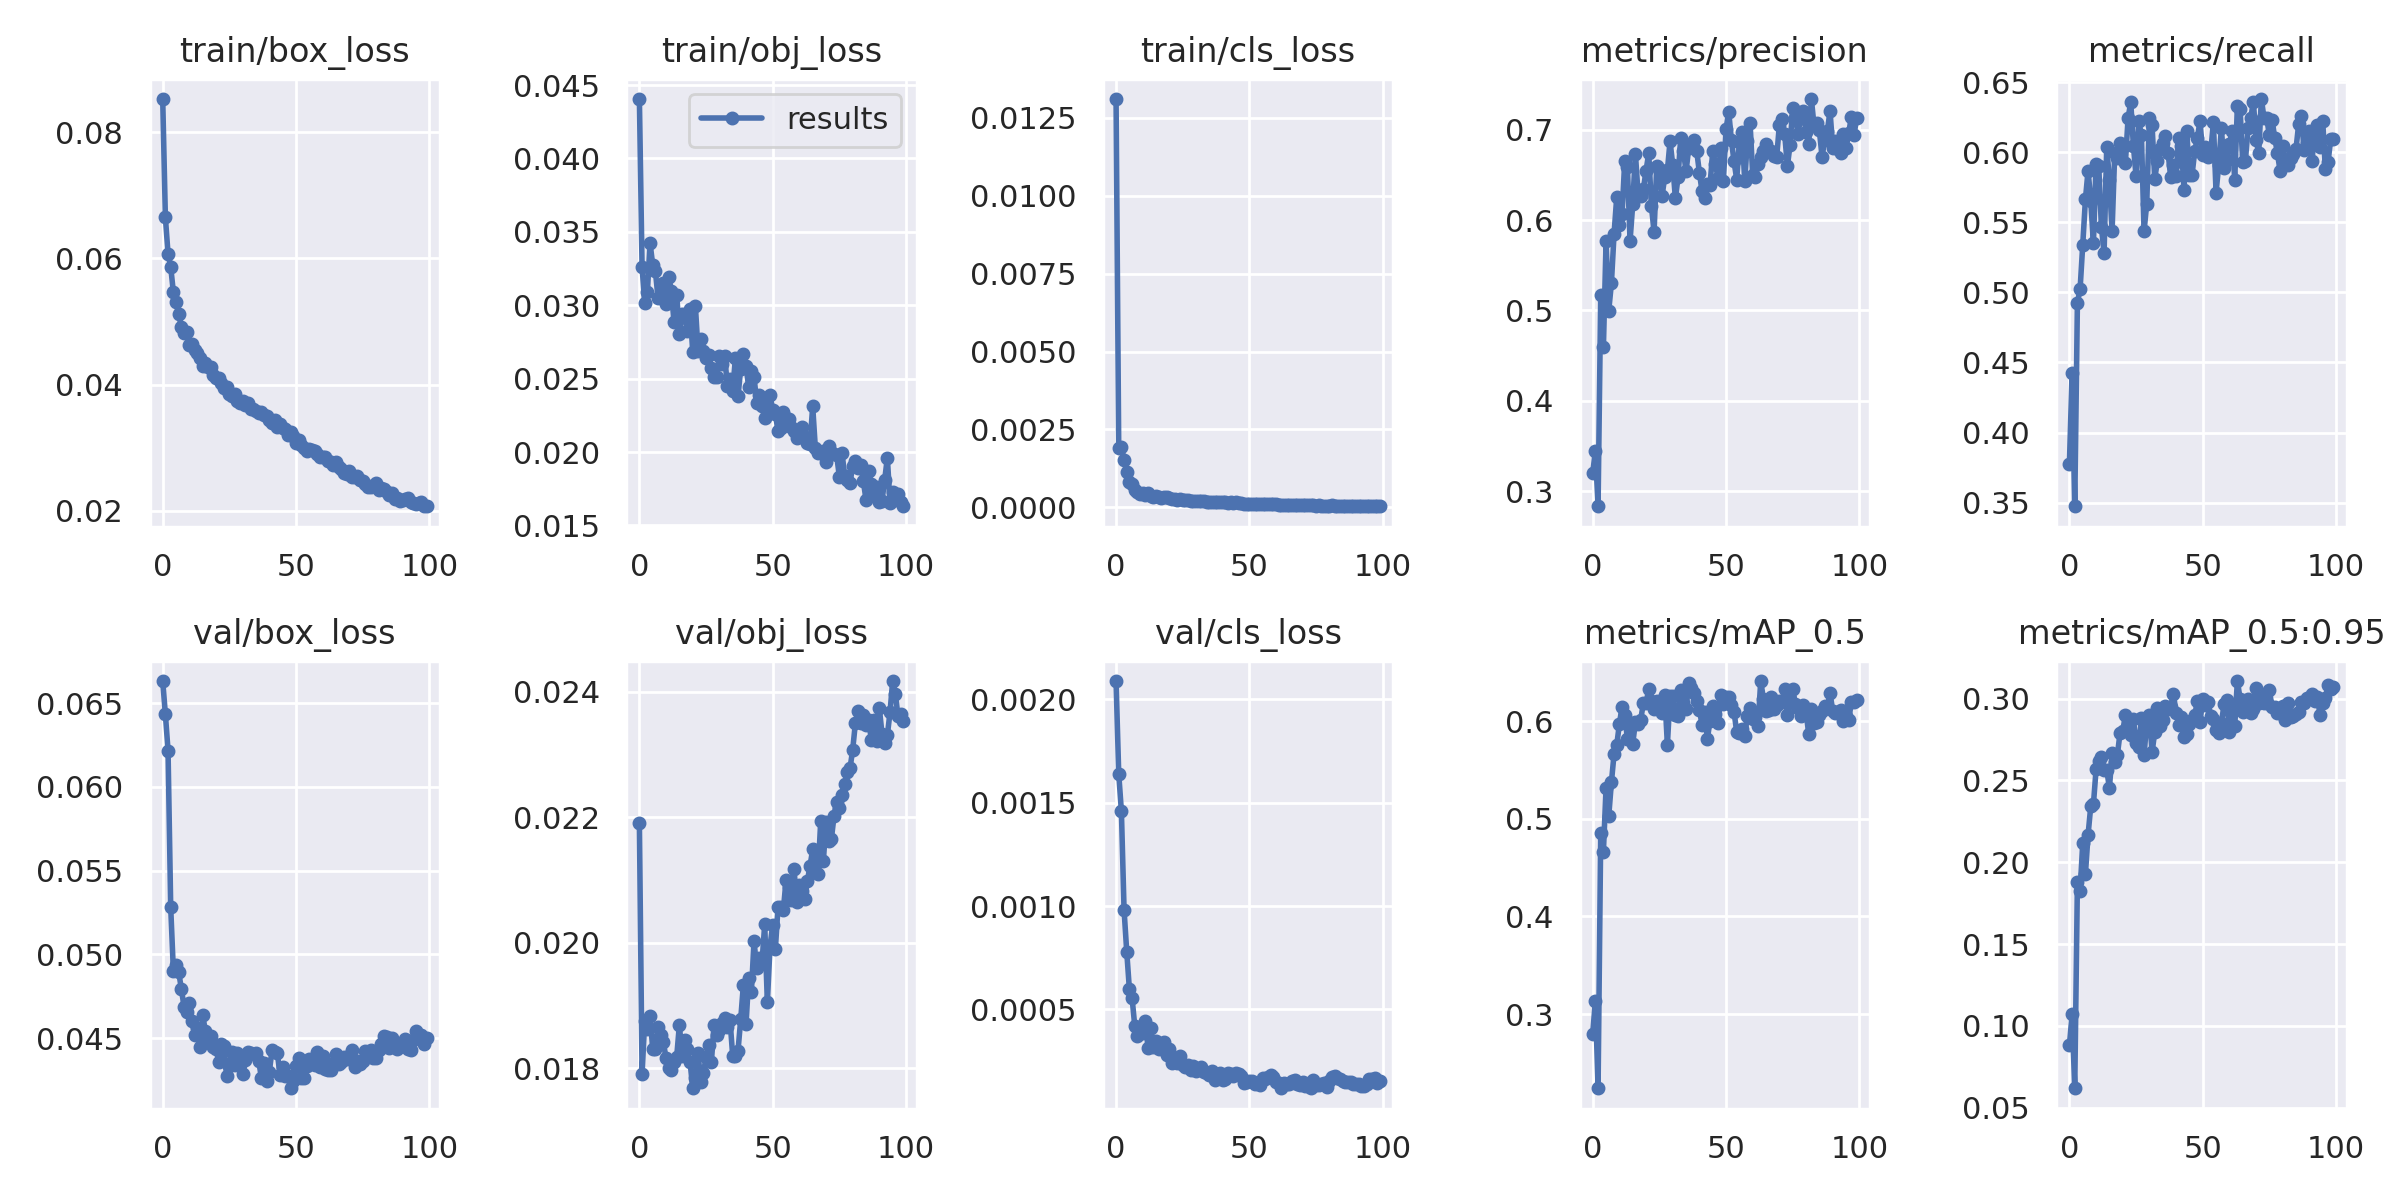 train/box_loss
0.08
0.06
0.04
0.02
0 50 100
train/obj_loss
results
0.045
0.040
0.035
0.030
0.025
0.020
0.015
0 50 100
train/cls_loss
0.0125
0.0100
0.0075
0.0050
0.0025
0.0000
0 50 100
metrics/precision
0.7
0.6
0.5
0.4
0.3
0 50 100
metrics/recall
0.65
0.60
0.55
0.50
0.45
0.40
0.35
0 50 100
val/box_loss
0.065
0.060
0.055
0.050
0.045
0 50 100
val/obj_loss
0.024
0.022
0.020
0.018
0 50 100
val/cls_loss
0.0020
0.0015
0.0010
0.0005
0 50 100
metrics/mAP_0.5
0.6
0.5
0.4
0.3
0 50 100
metrics/mAP_0.5:0.95
0.30
0.25
0.20
0.15
0.10
0.05
0 50 100